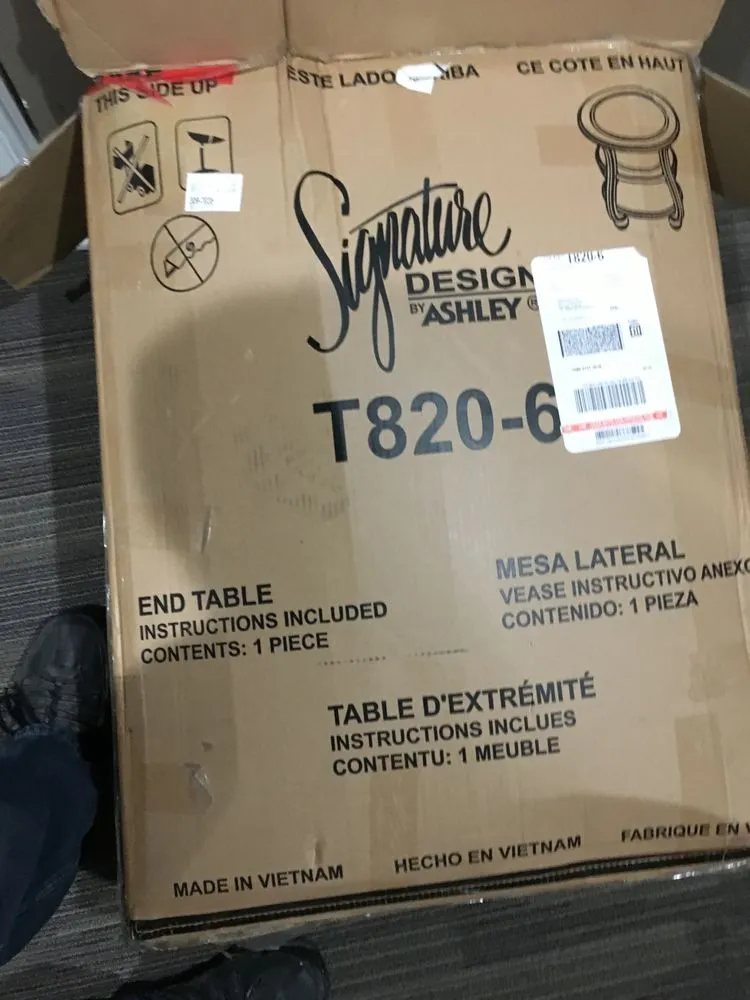 THIS SIDE UP
ESTE LADO
CE COTE EN HAUT
Signature
DESIGN
BY ASHLEY ®
T820-6
T820-6
END TABLE
INSTRUCTIONS INCLUDED
CONTENTS: 1 PIECE
MESA LATERAL
VEASE INSTRUCTIVO ANEXO
CONTENIDO: 1 PIEZA
TABLE D'EXTRÉMITÉ
INSTRUCTIONS INCLUES
CONTENTU: 1 MEUBLE
MADE IN VIETNAM
HECHO EN VIETNAM
FABRIQUE EN V